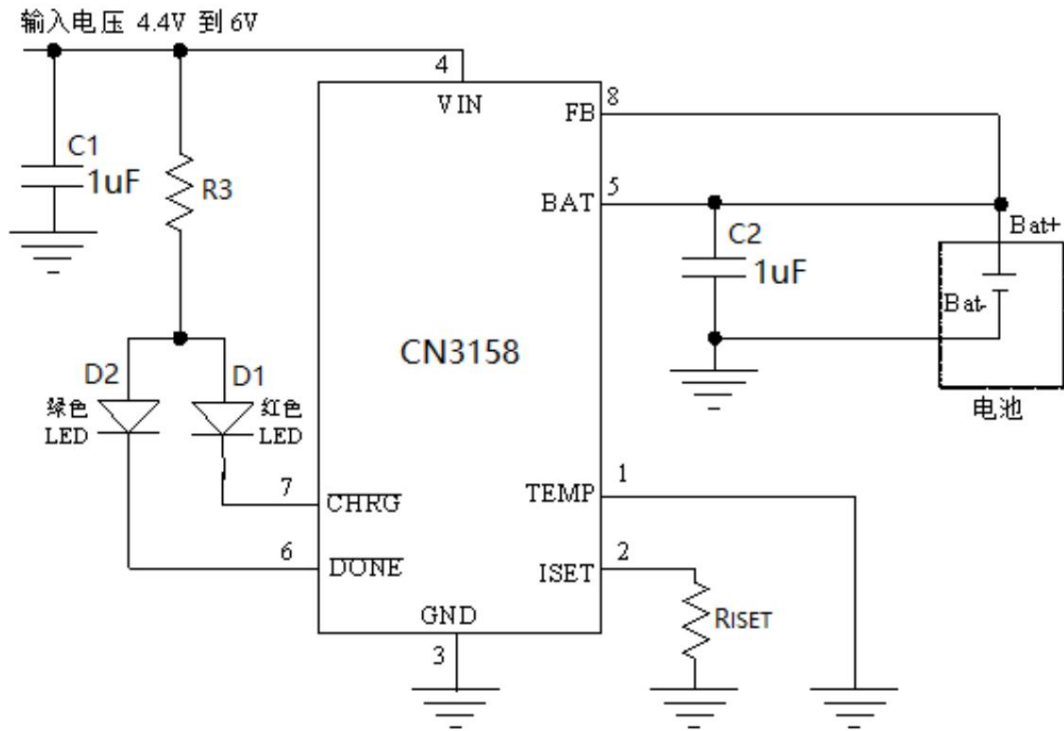 输入电压 4.4V 到 6V
4
VIN
8
FB
C1
1uF
R3
5
BAT
Bat+
C2
1uF
Bat-
CN3158
D2
D1
绿色
LED
红色
LED
电池
7
CHRG
1
TEMP
6
DONE
2
ISET
GND
3
RISET